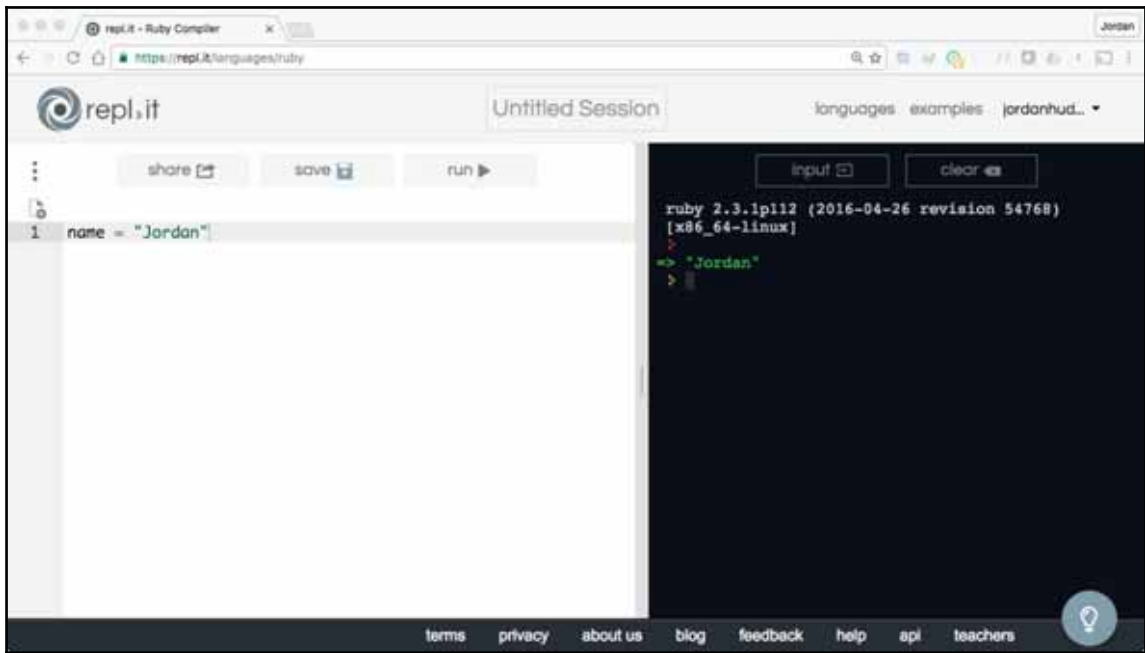 repl.it - Ruby Compiler
Jordan
https://repl.it/languages/ruby
repl.it
Untitled Session
languages examples jordanhud...
share save run
input clear
1 name = "Jordan"
ruby 2.3.1p112 (2016-04-26 revision 54768)
[x86_64-linux]
>
=> "Jordan"
>
terms privacy about us blog feedback help api teachers